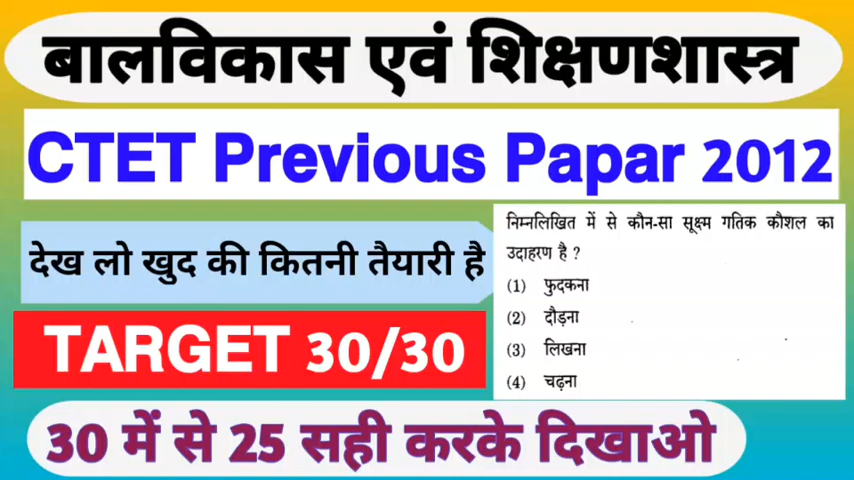 बालविकास एवं शिक्षणशास्त्र
CTET Previous Papar 2012
देख लो खुद की कितनी तैयारी है
निम्नलिखित में से कौन-सा सूक्ष्म गतिक कौशल का
उदाहरण है ?
(1) फुदकना
(2) दौड़ना
(3) लिखना
(4) चढ़ना
TARGET 30/30
30 में से 25 सही करके दिखाओ